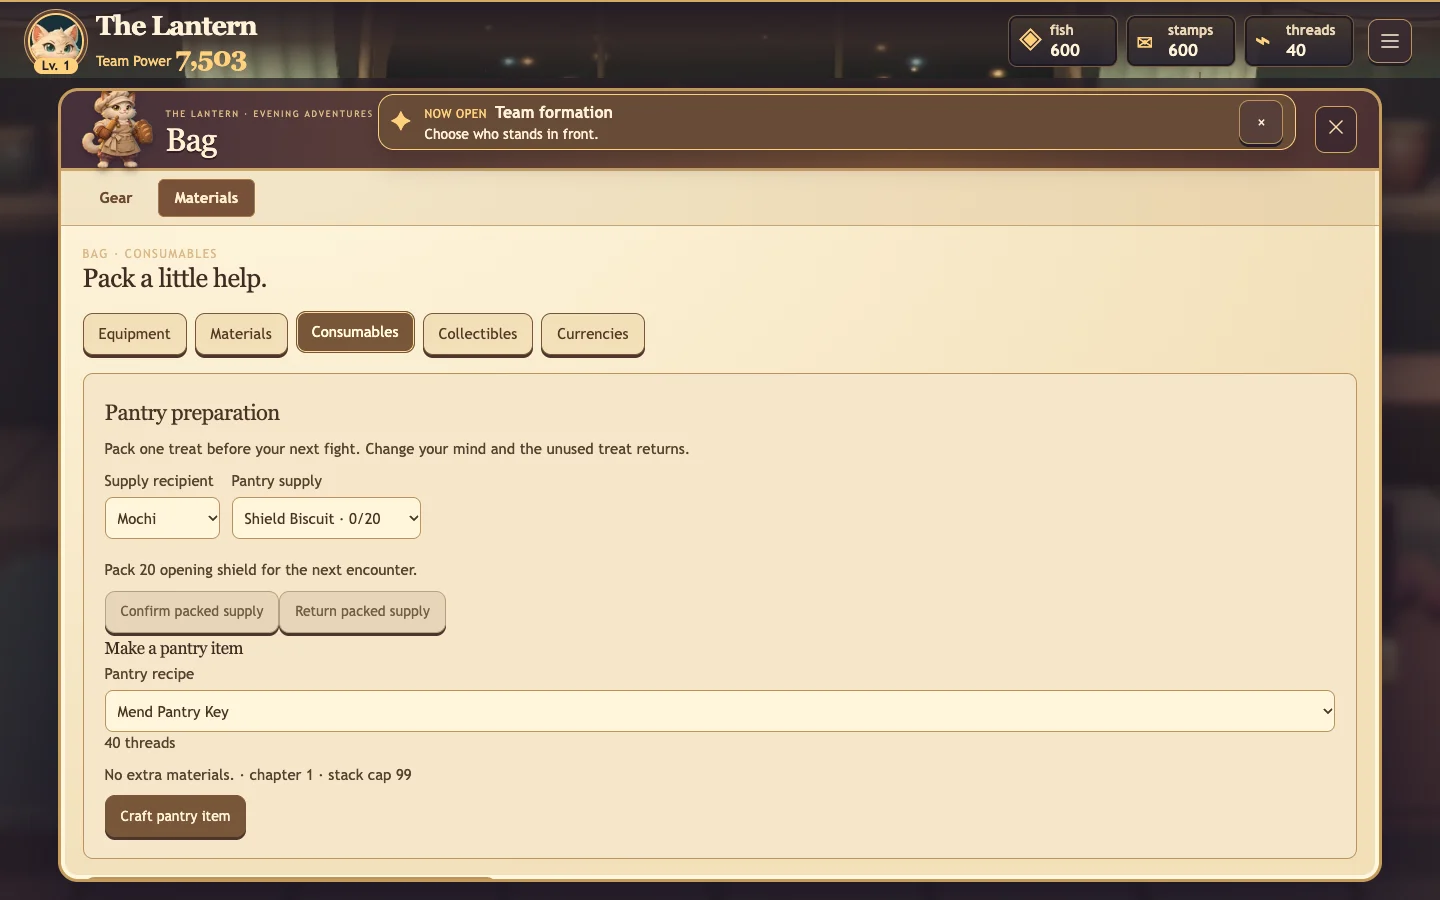 The Lantern
Lv. 1
Team Power 7,503
fish
600
stamps
600
threads
40
THE LANTERN · EVENING ADVENTURES
Bag
NOW OPEN Team formation
Choose who stands in front.
×
Gear
Materials
BAG · CONSUMABLES
Pack a little help.
Equipment
Materials
Consumables
Collectibles
Currencies
Pantry preparation
Pack one treat before your next fight. Change your mind and the unused treat returns.
Supply recipient
Pantry supply
Mochi
Shield Biscuit · 0/20
Pack 20 opening shield for the next encounter.
Confirm packed supply
Return packed supply
Make a pantry item
Pantry recipe
Mend Pantry Key
40 threads
No extra materials. · chapter 1 · stack cap 99
Craft pantry item